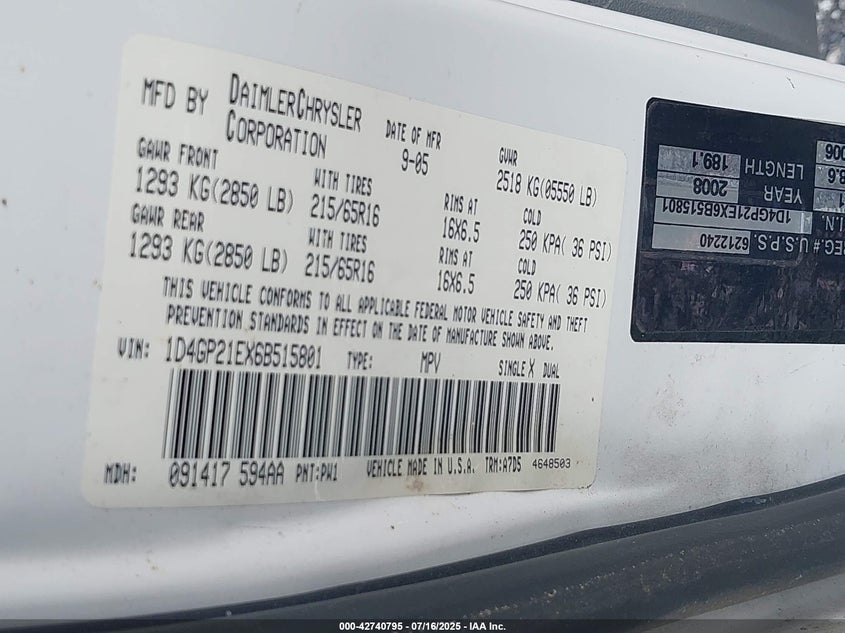 MFD BY DAIMLERCHRYSLER CORPORATION
DATE OF MFR 9-05
GVWR 2518 KG(05550 LB)
GAWR FRONT 1293 KG(2850 LB)
WITH TIRES 215/65R16
RIMS AT 16X6.5
COLD 250 KPA( 36 PSI)
GAWR REAR 1293 KG(2850 LB)
WITH TIRES 215/65R16
RIMS AT 16X6.5
COLD 250 KPA( 36 PSI)
THIS VEHICLE CONFORMS TO ALL APPLICABLE FEDERAL MOTOR VEHICLE SAFETY AND THEFT
PREVENTION STANDARDS IN EFFECT ON THE DATE OF MANUFACTURE SHOWN ABOVE.
VIN: 1D4GP21EX6B515801 TYPE: MPV SINGLE X DUAL
MDH: 091417 594AA PNT:PW1 VEHICLE MADE IN U.S.A. TRM:A7D5 4648503
REG # U.S.P.S. 6212240
1D4GP21EX6B515801
YEAR 2008
LENGTH 189.1
000-42740795 - 07/16/2025 - IAA Inc.